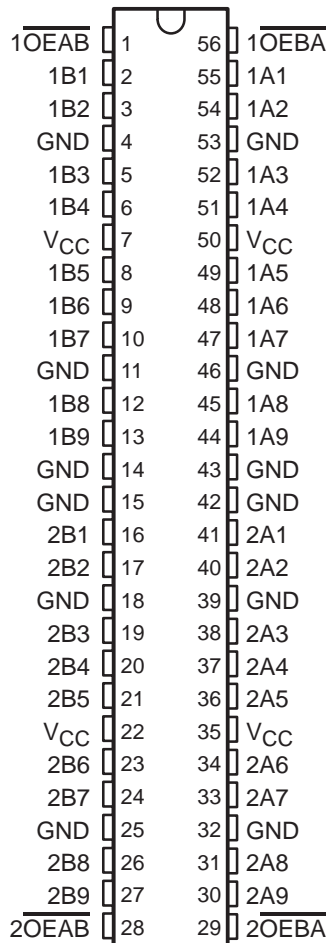 1OEAB 1 56 1OEBA
1B1 2 55 1A1
1B2 3 54 1A2
GND 4 53 GND
1B3 5 52 1A3
1B4 6 51 1A4
VCC 7 50 VCC
1B5 8 49 1A5
1B6 9 48 1A6
1B7 10 47 1A7
GND 11 46 GND
1B8 12 45 1A8
1B9 13 44 1A9
GND 14 43 GND
GND 15 42 GND
2B1 16 41 2A1
2B2 17 40 2A2
GND 18 39 GND
2B3 19 38 2A3
2B4 20 37 2A4
2B5 21 36 2A5
VCC 22 35 VCC
2B6 23 34 2A6
2B7 24 33 2A7
GND 25 32 GND
2B8 26 31 2A8
2B9 27 30 2A9
2OEAB 28 29 2OEBA